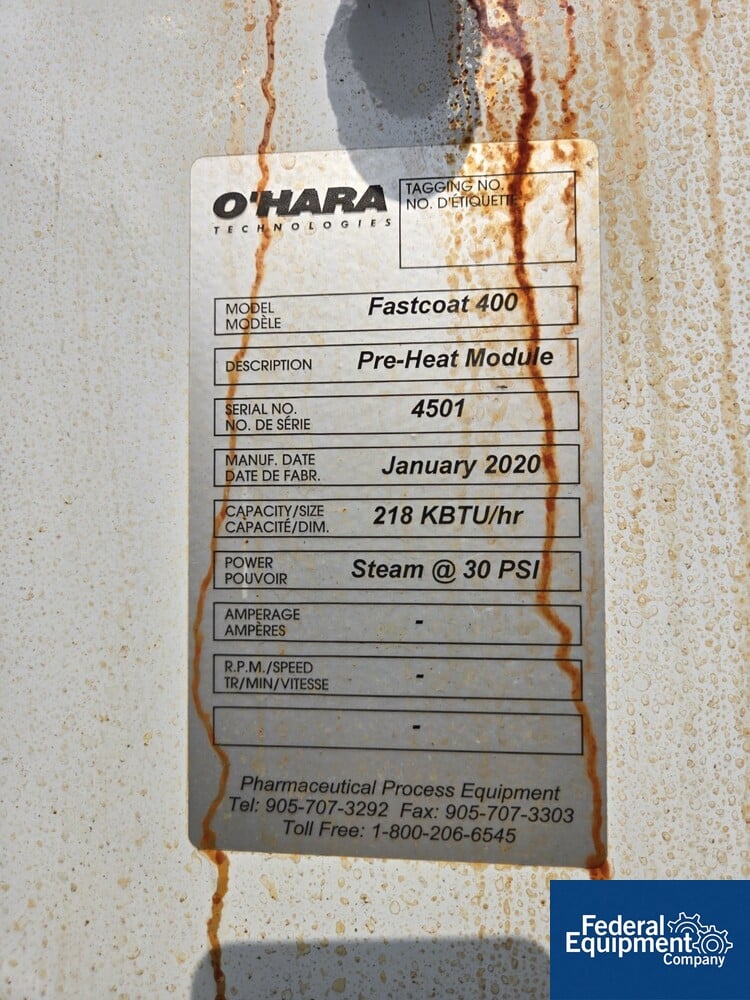 O'HARA
TECHNOLOGIES
TAGGING NO.
NO. D'ÉTIQUETTE
MODEL
MODÈLE
Fastcoat 400
DESCRIPTION
Pre-Heat Module
SERIAL NO.
NO. DE SÉRIE
4501
MANUF. DATE
DATE DE FABR.
January 2020
CAPACITY/SIZE
CAPACITÉ/DIM.
218 KBTU/hr
POWER
POUVOIR
Steam @ 30 PSI
AMPERAGE
AMPÈRES
-
R.P.M./SPEED
TR/MIN/VITESSE
-
-
Pharmaceutical Process Equipment
Tel: 905-707-3292 Fax: 905-707-3303
Toll Free: 1-800-206-6545
Federal
Equipment
Company